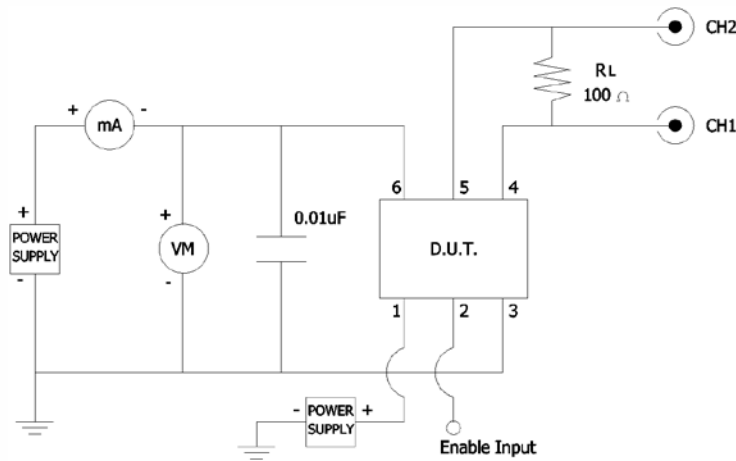 CH2
RL
100 Ω
CH1
+ mA -
6 5 4
+
POWER
SUPPLY
-
+
VM
-
0.01uF
D.U.T.
1 2 3
- POWER
SUPPLY +
Enable Input